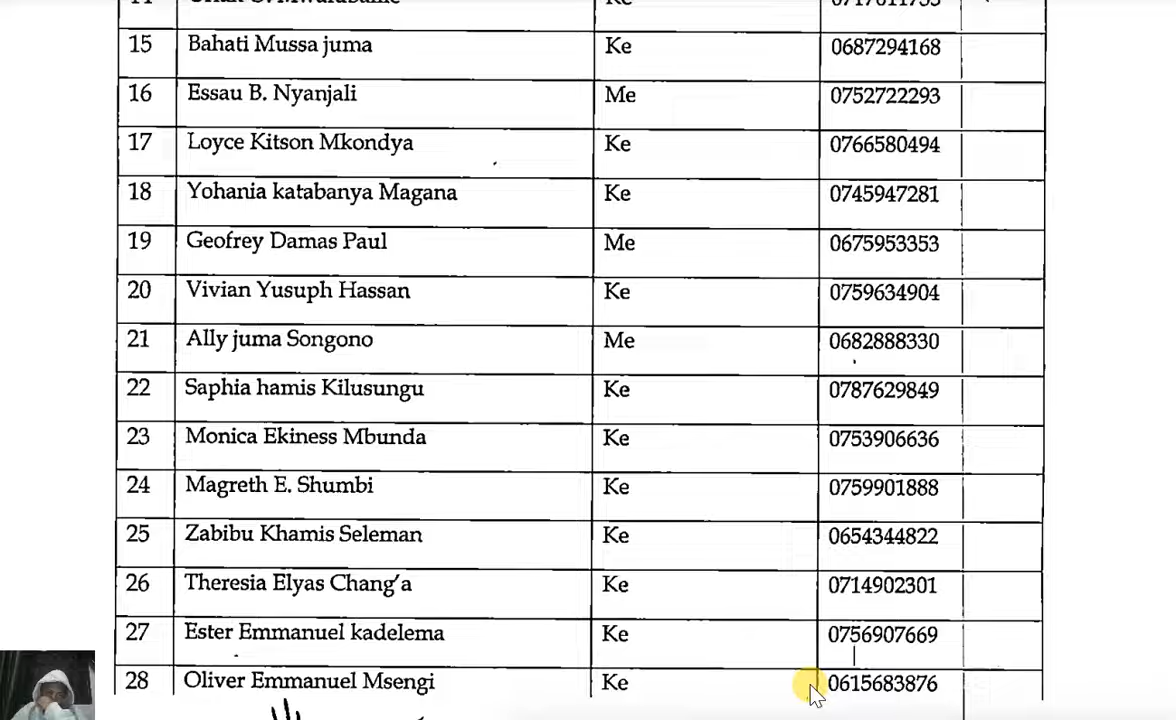 15 Bahati Mussa juma Ke 0687294168
16 Essau B. Nyanjali Me 0752722293
17 Loyce Kitson Mkondya Ke 0766580494
18 Yohania katabanya Magana Ke 0745947281
19 Geofrey Damas Paul Me 0675953353
20 Vivian Yusuph Hassan Ke 0759634904
21 Ally juma Songono Me 0682888330
22 Saphia hamis Kilusungu Ke 0787629849
23 Monica Ekiness Mbunda Ke 0753906636
24 Magreth E. Shumbi Ke 0759901888
25 Zabibu Khamis Seleman Ke 0654344822
26 Theresia Elyas Chang'a Ke 0714902301
27 Ester Emmanuel kadelema Ke 0756907669
28 Oliver Emmanuel Msengi Ke 0615683876